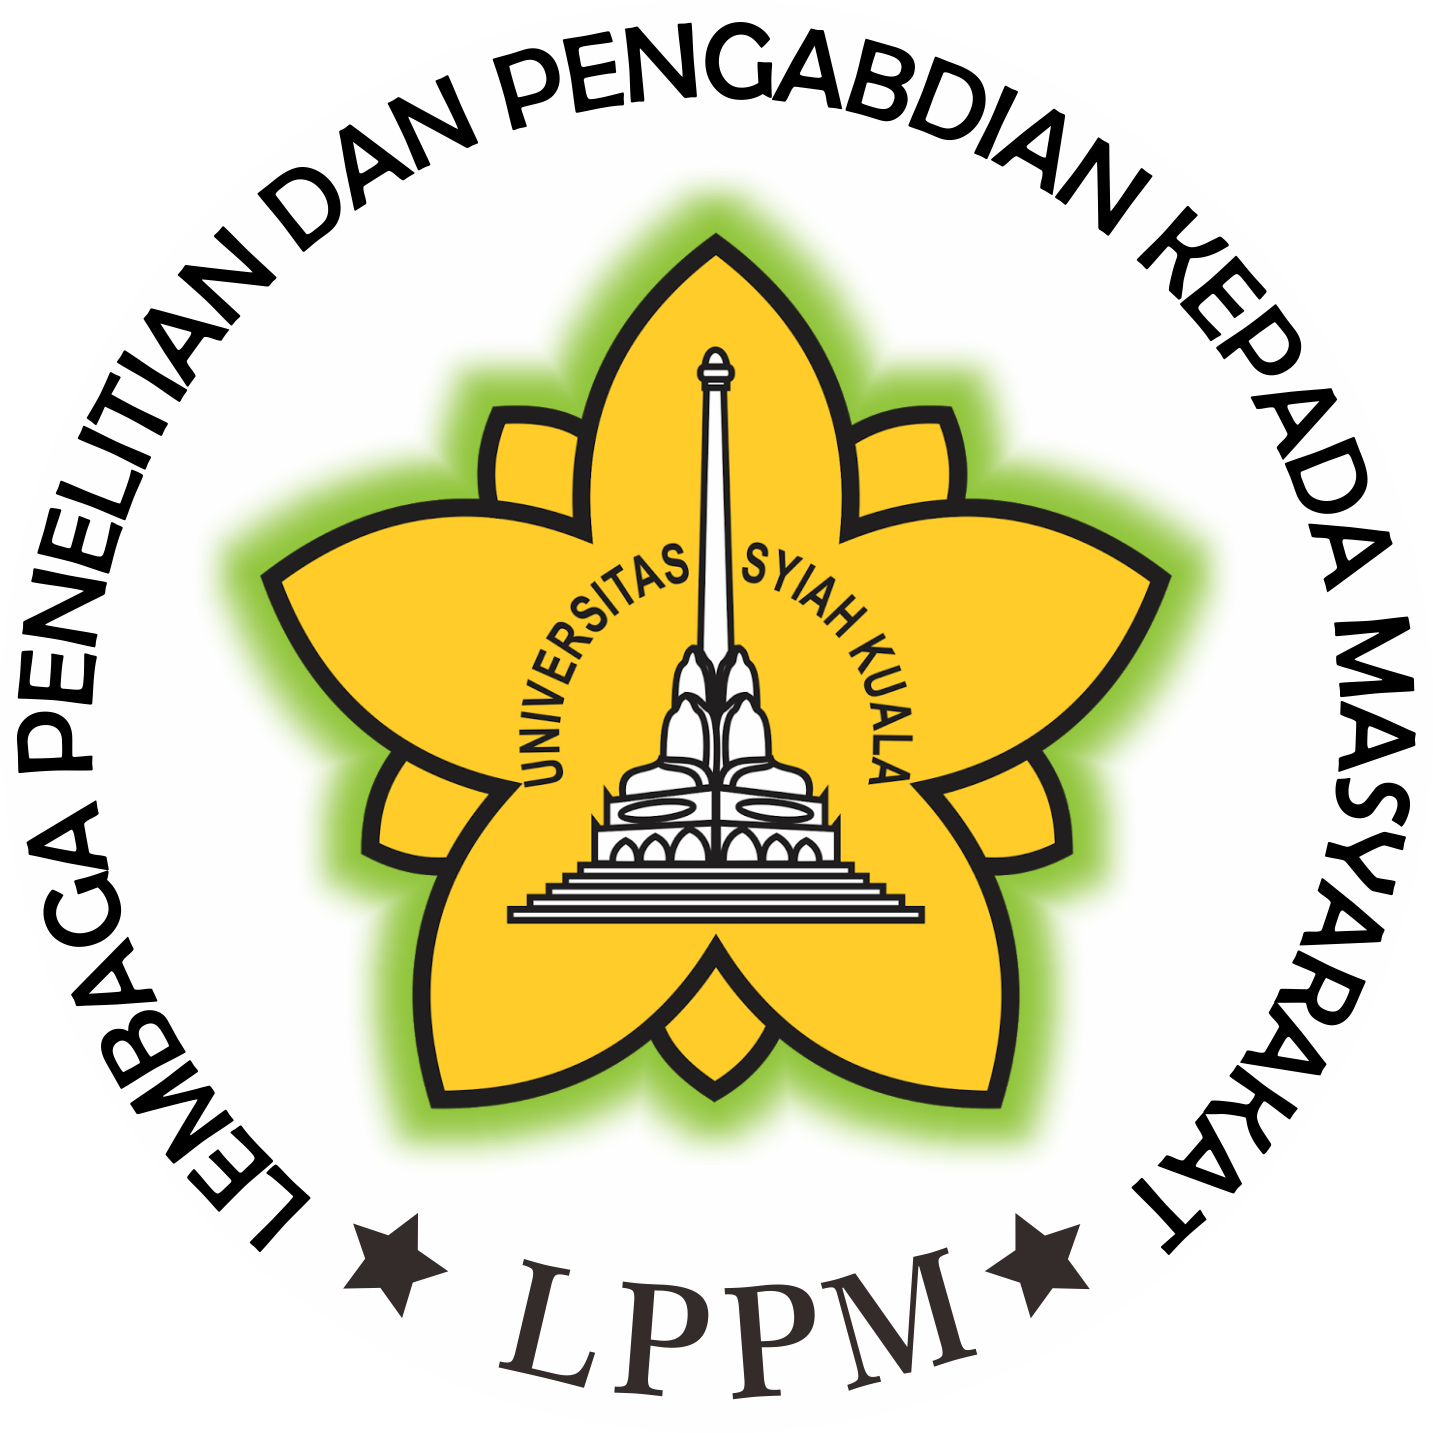 LEMBAGA PENELITIAN DAN PENGABDIAN KEPADA MASYARAKAT
UNIVERSITAS SYIAH KUALA
LPPM